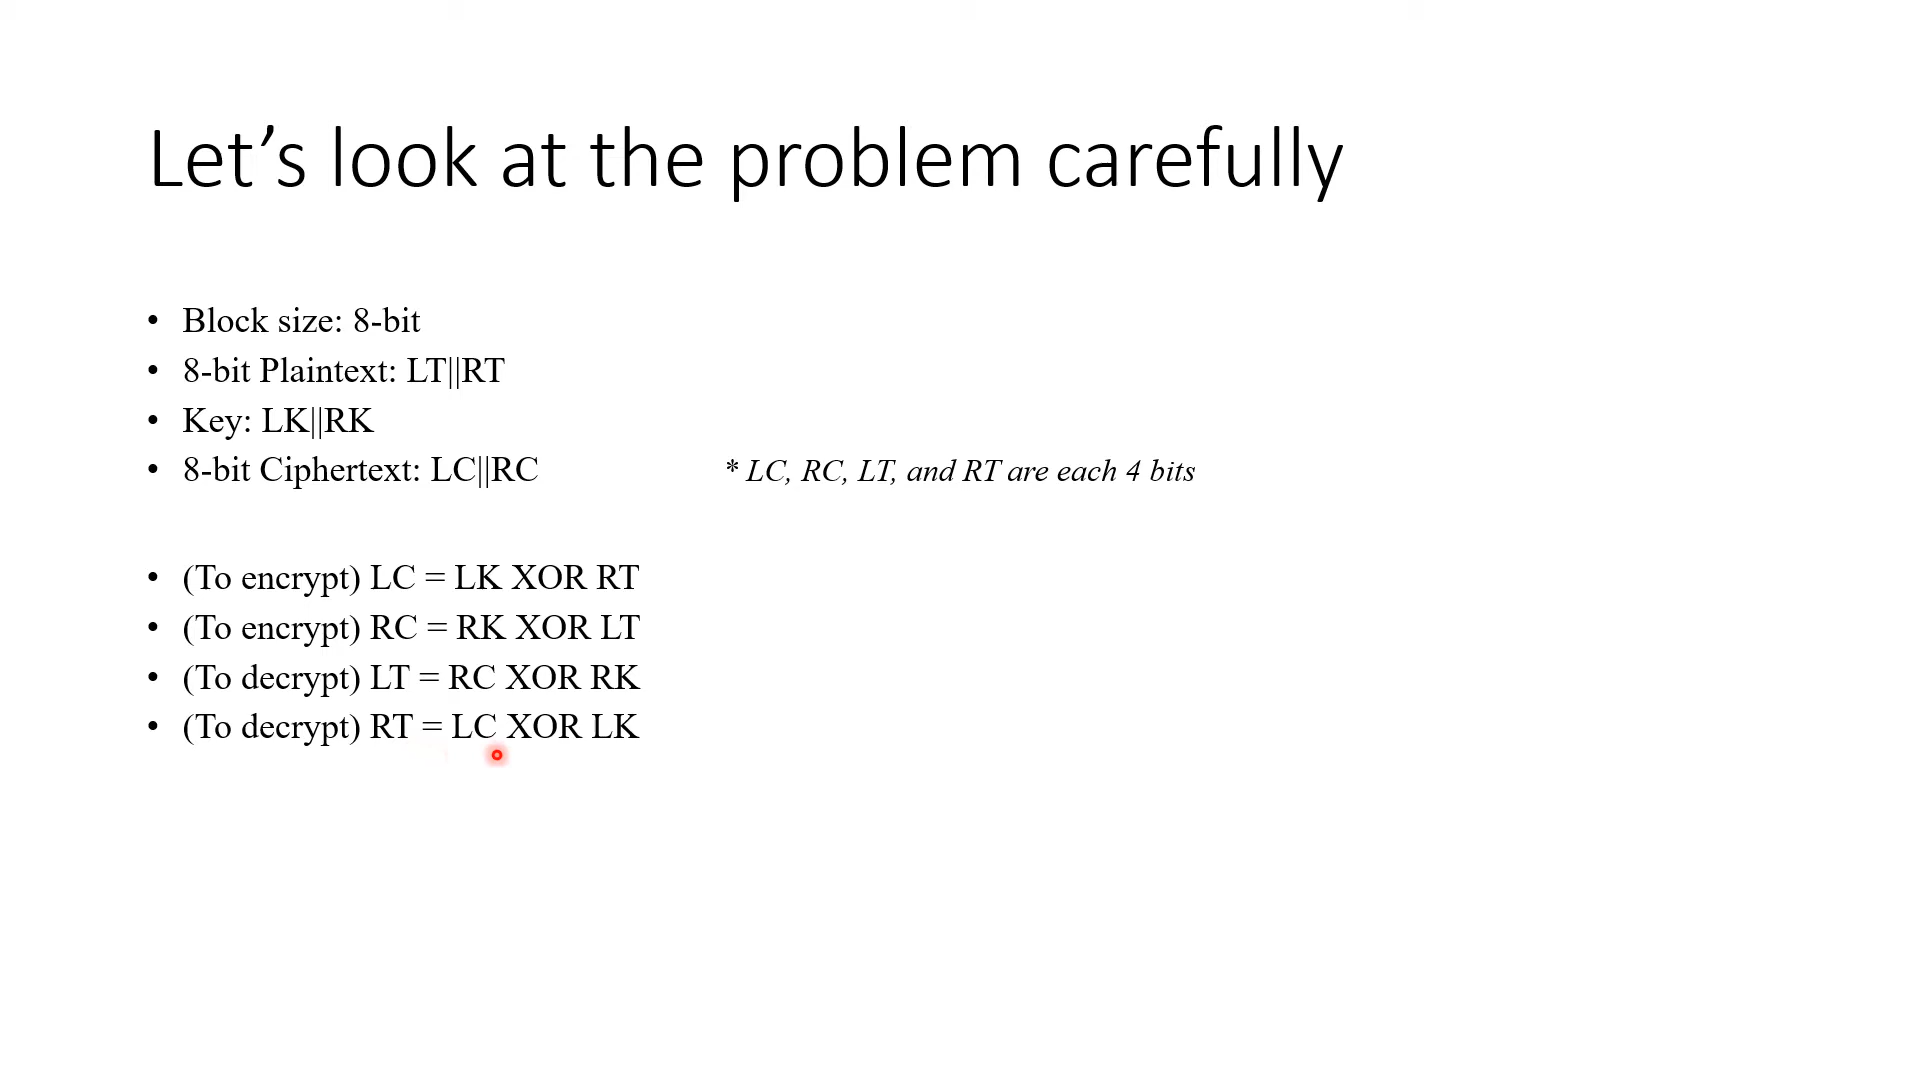 Let’s look at the problem carefully
• Block size: 8-bit
• 8-bit Plaintext: LT||RT
• Key: LK||RK
• 8-bit Ciphertext: LC||RC * LC, RC, LT, and RT are each 4 bits
• (To encrypt) LC = LK XOR RT
• (To encrypt) RC = RK XOR LT
• (To decrypt) LT = RC XOR RK
• (To decrypt) RT = LC XOR LK